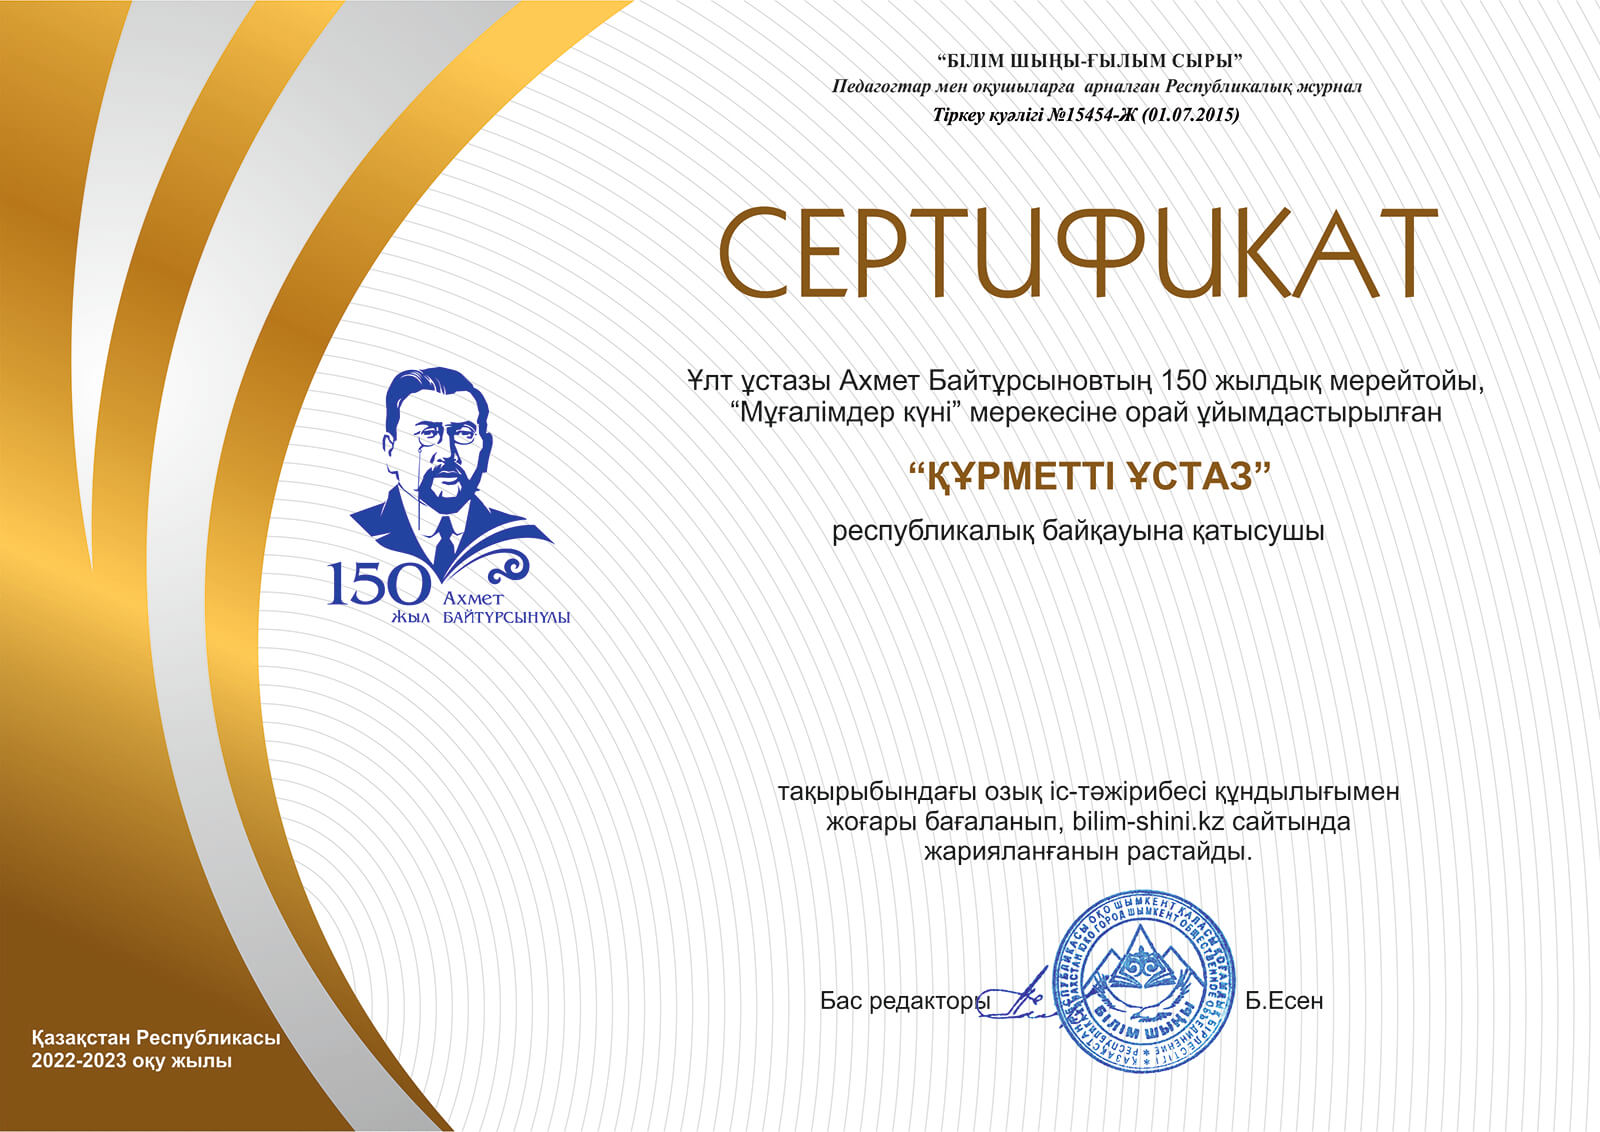 “БІЛІМ ШЫҢЫ-ҒЫЛЫМ СЫРЫ”
Педагогтар мен оқушыларға арналған Республикалық журнал
Тіркеу куәлігі №15454-Ж (01.07.2015)
СЕРТИФИКАТ
Ұлт ұстазы Ахмет Байтұрсыновтың 150 жылдық мерейтойы,
“Мұғалімдер күні” мерекесіне орай ұйымдастырылған
“ҚҰРМЕТТІ ҰСТАЗ”
республикалық байқауына қатысушы
150
жыл
Ахмет
БАЙТҰРСЫНҰЛЫ
тақырыбындағы озық іс-тәжірибесі құндылығымен
жоғары бағаланып, bilim-shini.kz сайтында
жарияланғанын растайды.
Бас редакторы
Б.Есен
БІЛІМ ШЫҢЫ
Қазақстан Республикасы
2022-2023 оқу жылы